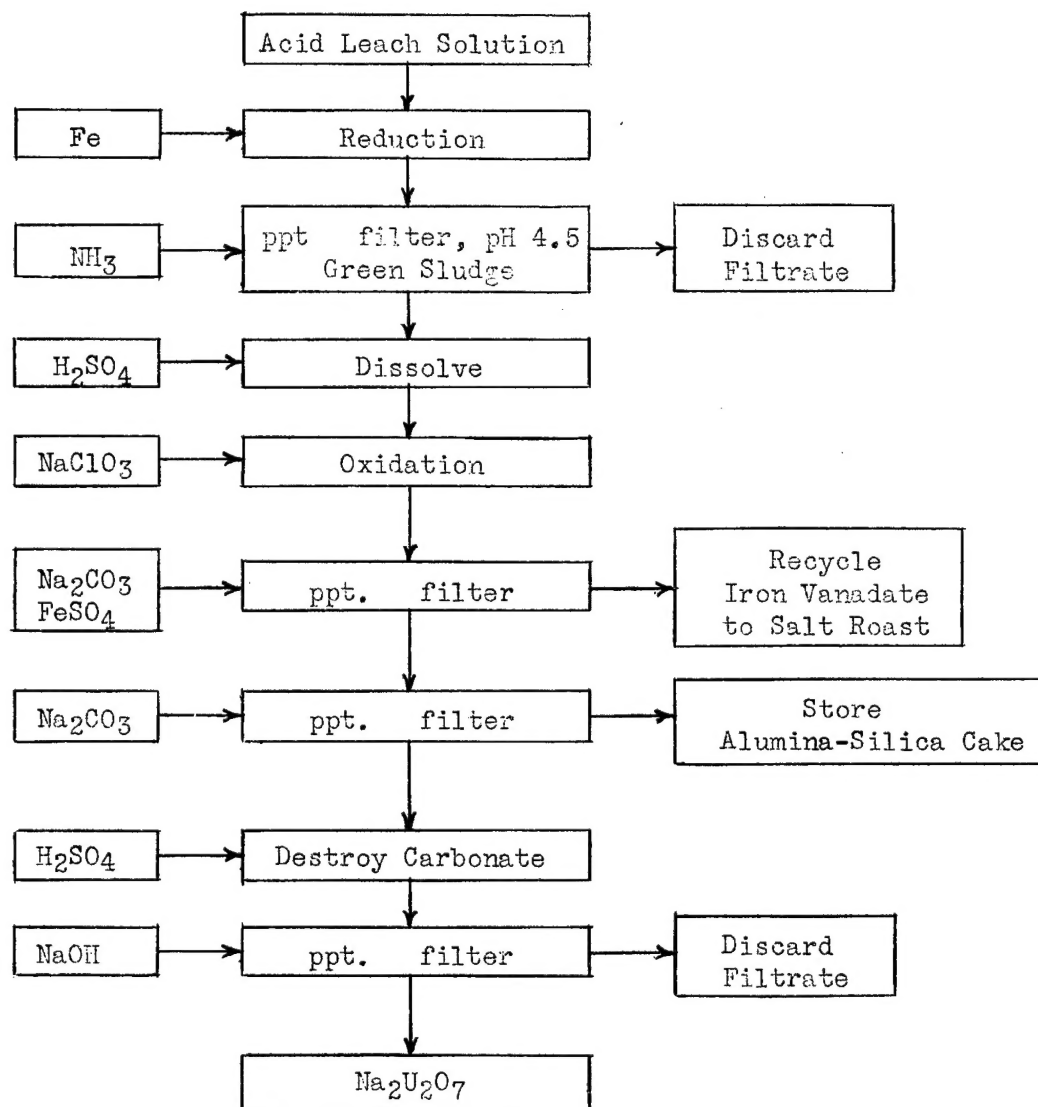 Acid Leach Solution
Fe
Reduction
NH3
ppt filter, pH 4.5
Green Sludge
Discard
Filtrate
H2SO4
Dissolve
NaClO3
Oxidation
Na2CO3
FeSO4
ppt. filter
Recycle
Iron Vanadate
to Salt Roast
Na2CO3
ppt. filter
Store
Alumina-Silica Cake
H2SO4
Destroy Carbonate
NaOH
ppt. filter
Discard
Filtrate
Na2U2O7